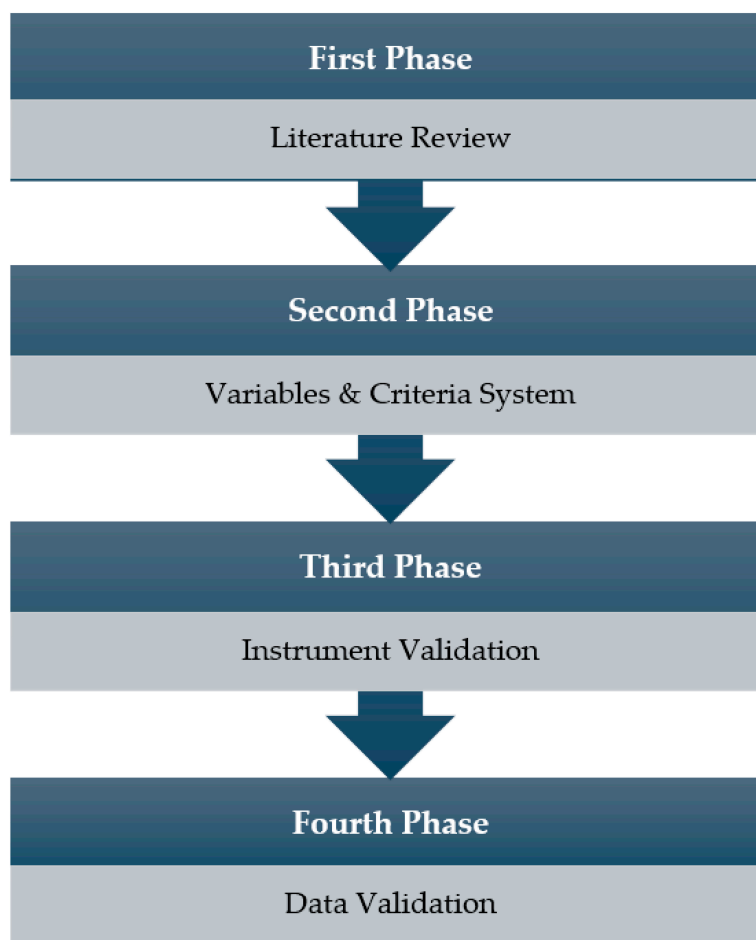 First Phase
Literature Review
Second Phase
Variables & Criteria System
Third Phase
Instrument Validation
Fourth Phase
Data Validation